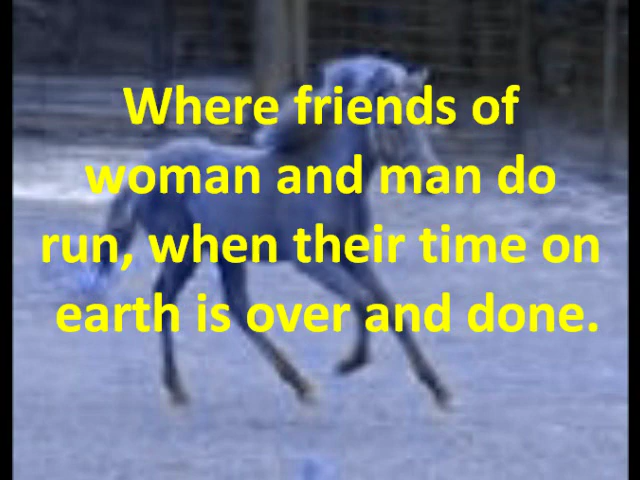 Where friends of
woman and man do
run, when their time on
earth is over and done.